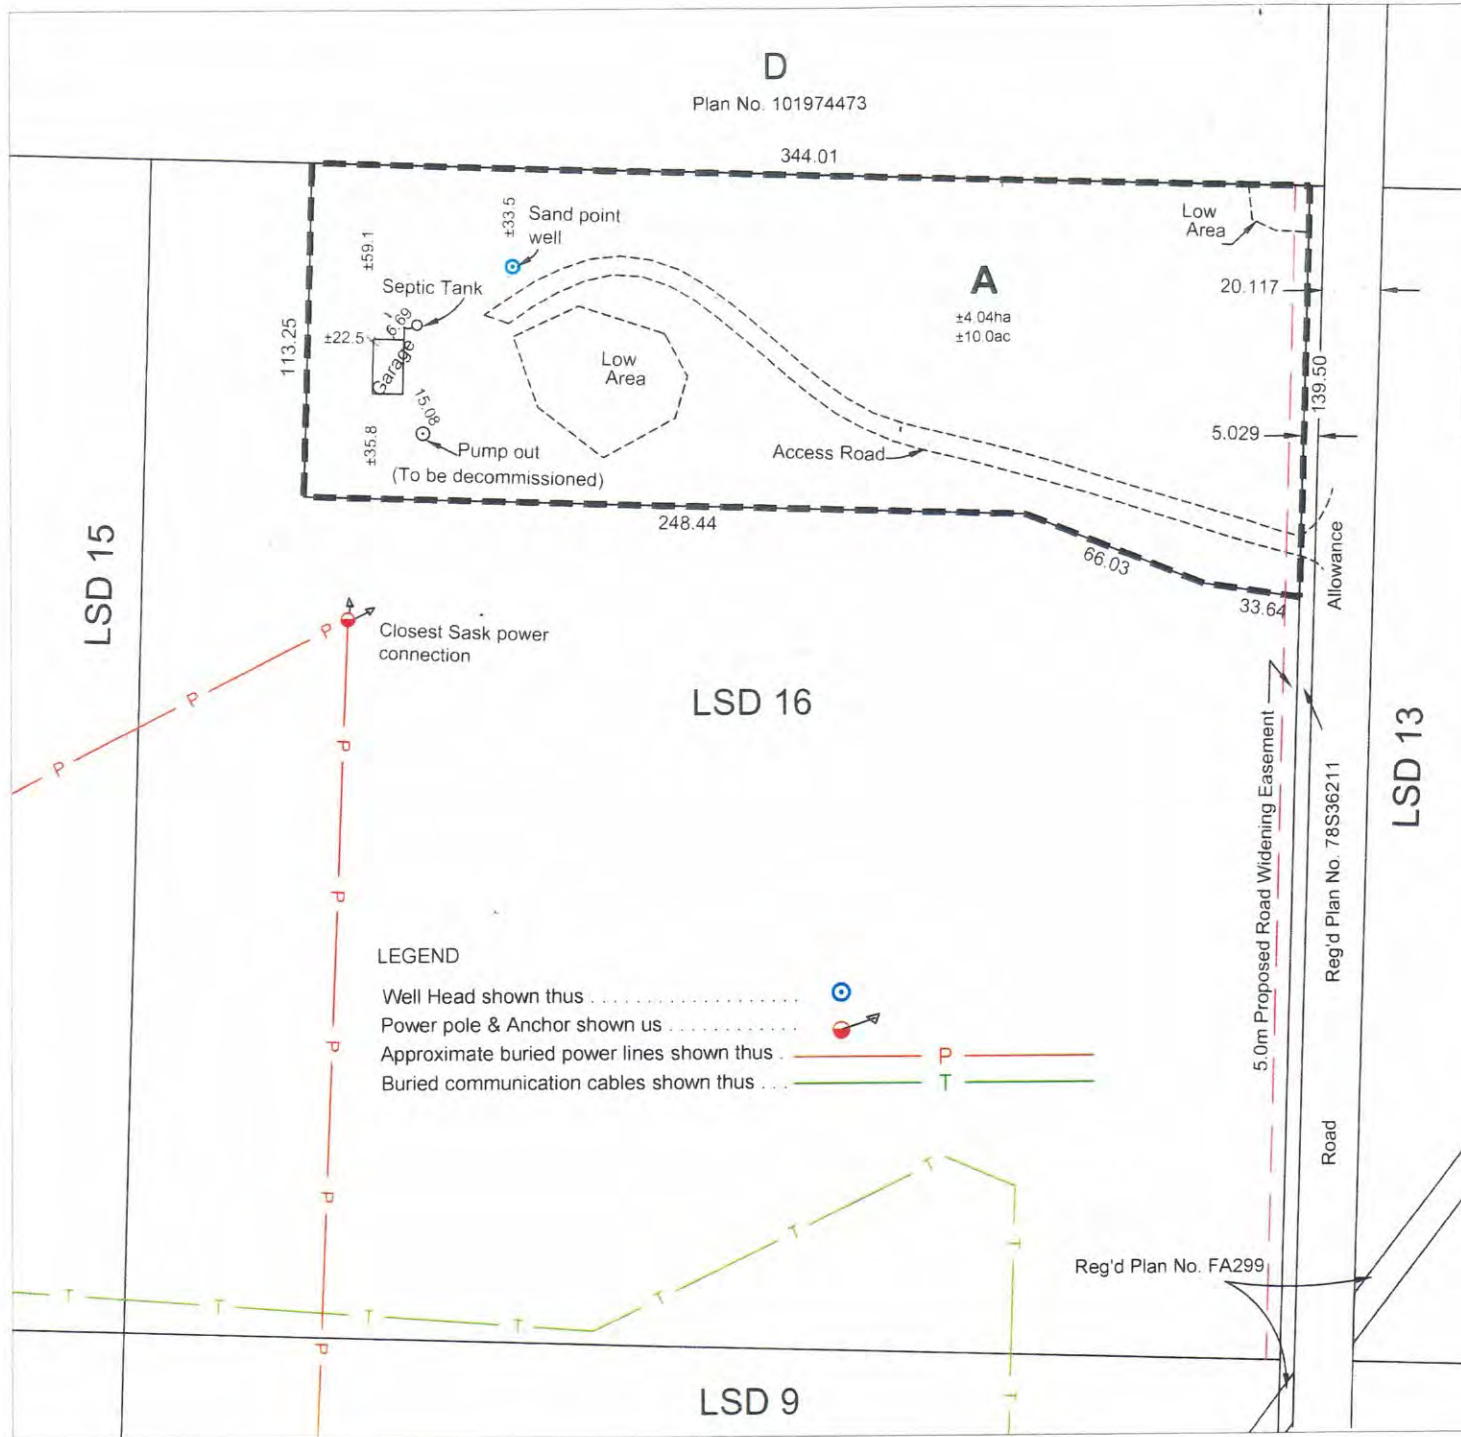 D
Plan No. 101974473
344.01
±33.5
Sand point
well
±59.1
Septic Tank
6.69
±22.5
Garage
113.25
15.08
±35.8
Pump out
(To be decommissioned)
Low
Area
A
±4.04ha
±10.0ac
Low
Area
20.117
139.50
5.029
Access Road
248.44
66.03
33.64
Allowance
LSD 15
P
Closest Sask power
connection
P
P
P
LSD 16
LSD 13
5.0m Proposed Road Widening Easement
Reg'd Plan No. 78S36211
P
LEGEND
Well Head shown thus . . . . . . . . . . . . . . . . . . .
Power pole & Anchor shown us . . . . . . . . . . . .
Approximate buried power lines shown thus . P
Buried communication cables shown thus . . . T
P
Road
P
T
T
T
T
Reg'd Plan No. FA299
T
T
T
T
P
LSD 9
T